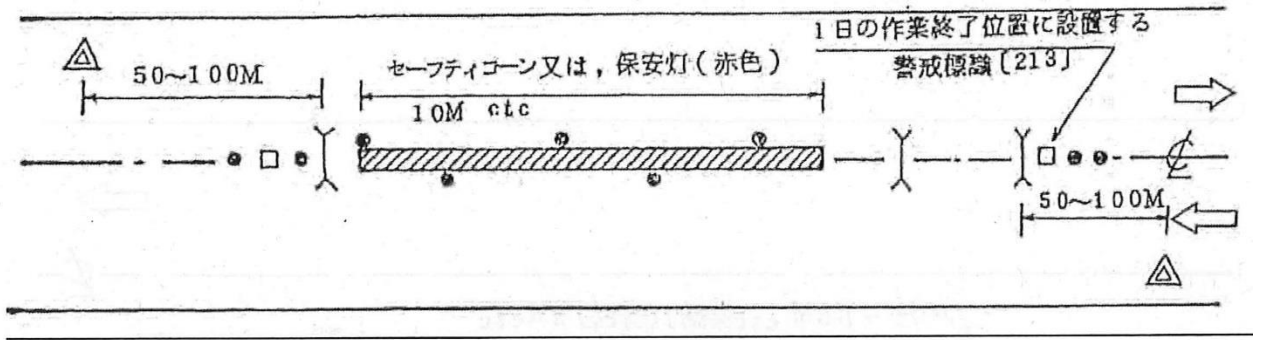 1日の作業終了位置に設置する
警戒標識〔213〕
50~100M
セーフティコーン又は,保安灯(赤色)
10M ctc
50~100M